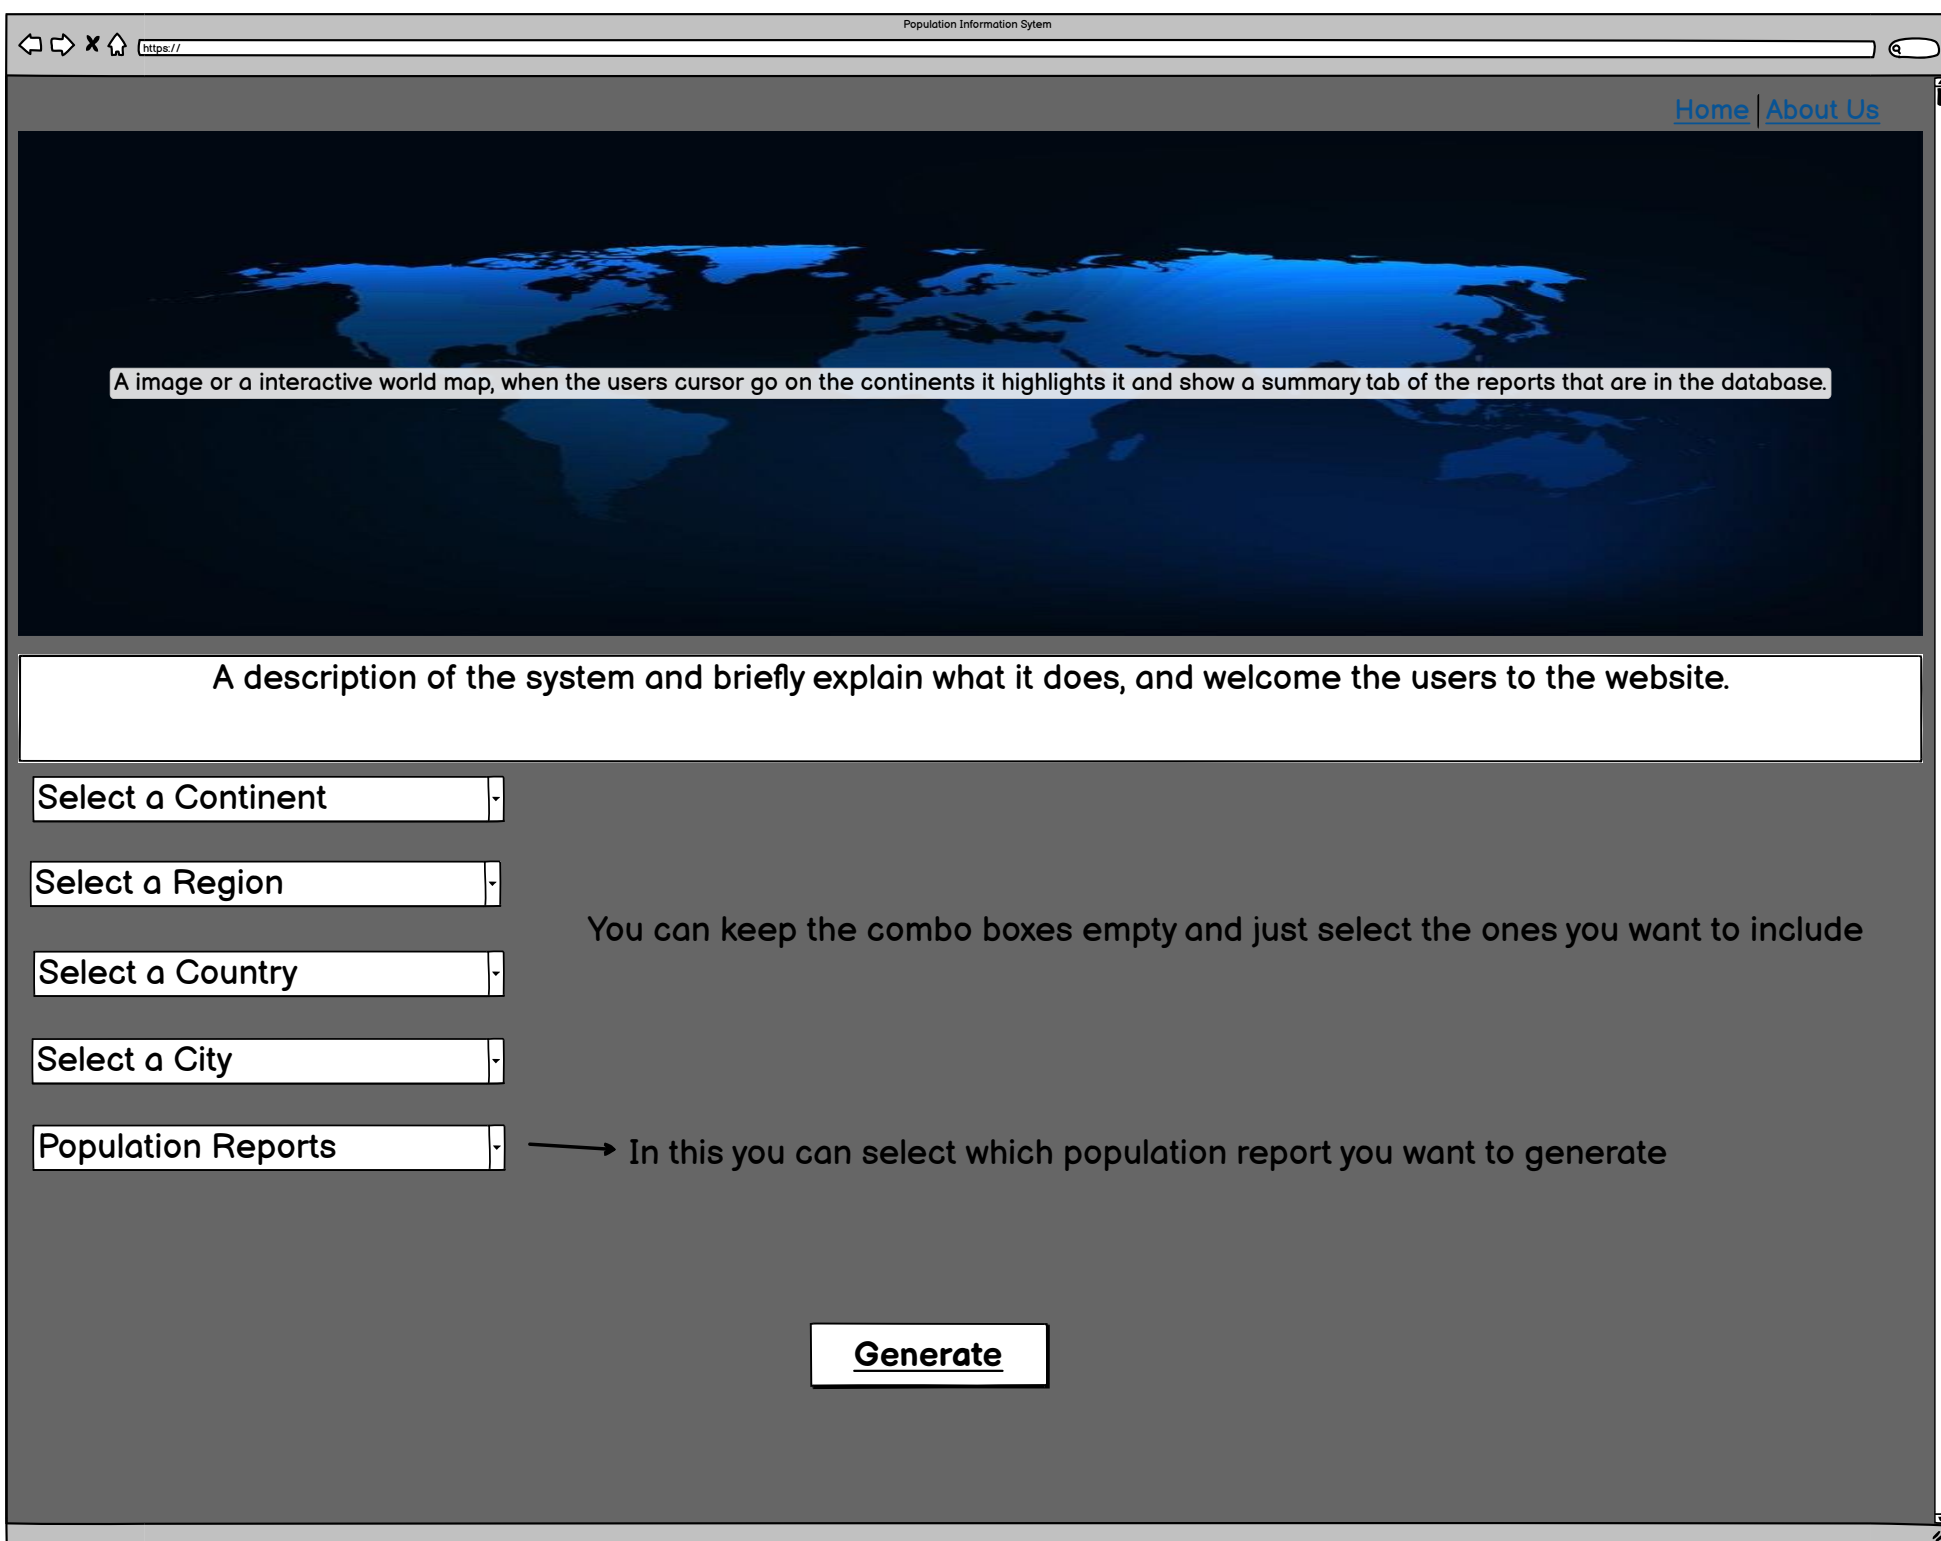 Population Information Sytem
https://
Home
About Us
A image or a interactive world map, when the users cursor go on the continents it highlights it and show a summary tab of the reports that are in the database.
A description of the system and briefly explain what it does, and welcome the users to the website.
Select a Continent
Select a Region
You can keep the combo boxes empty and just select the ones you want to include
Select a Country
Select a City
Population Reports
In this you can select which population report you want to generate
Generate